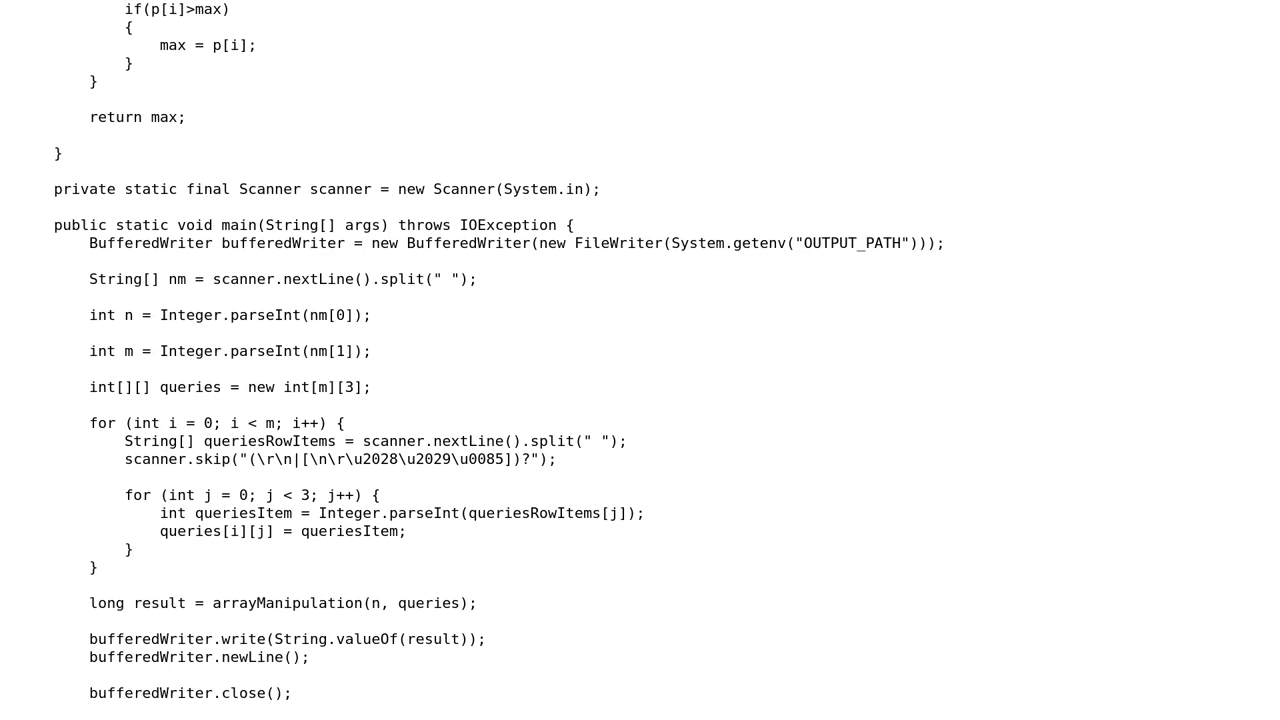 if(p[i]>max)
{
max = p[i];
}
}
return max;
}
private static final Scanner scanner = new Scanner(System.in);
public static void main(String[] args) throws IOException {
BufferedWriter bufferedWriter = new BufferedWriter(new FileWriter(System.getenv("OUTPUT_PATH")));
String[] nm = scanner.nextLine().split(" ");
int n = Integer.parseInt(nm[0]);
int m = Integer.parseInt(nm[1]);
int[][] queries = new int[m][3];
for (int i = 0; i < m; i++) {
String[] queriesRowItems = scanner.nextLine().split(" ");
scanner.skip("(\r\n|[\n\r\u2028\u2029\u0085])?");
for (int j = 0; j < 3; j++) {
int queriesItem = Integer.parseInt(queriesRowItems[j]);
queries[i][j] = queriesItem;
}
}
long result = arrayManipulation(n, queries);
bufferedWriter.write(String.valueOf(result));
bufferedWriter.newLine();
bufferedWriter.close();